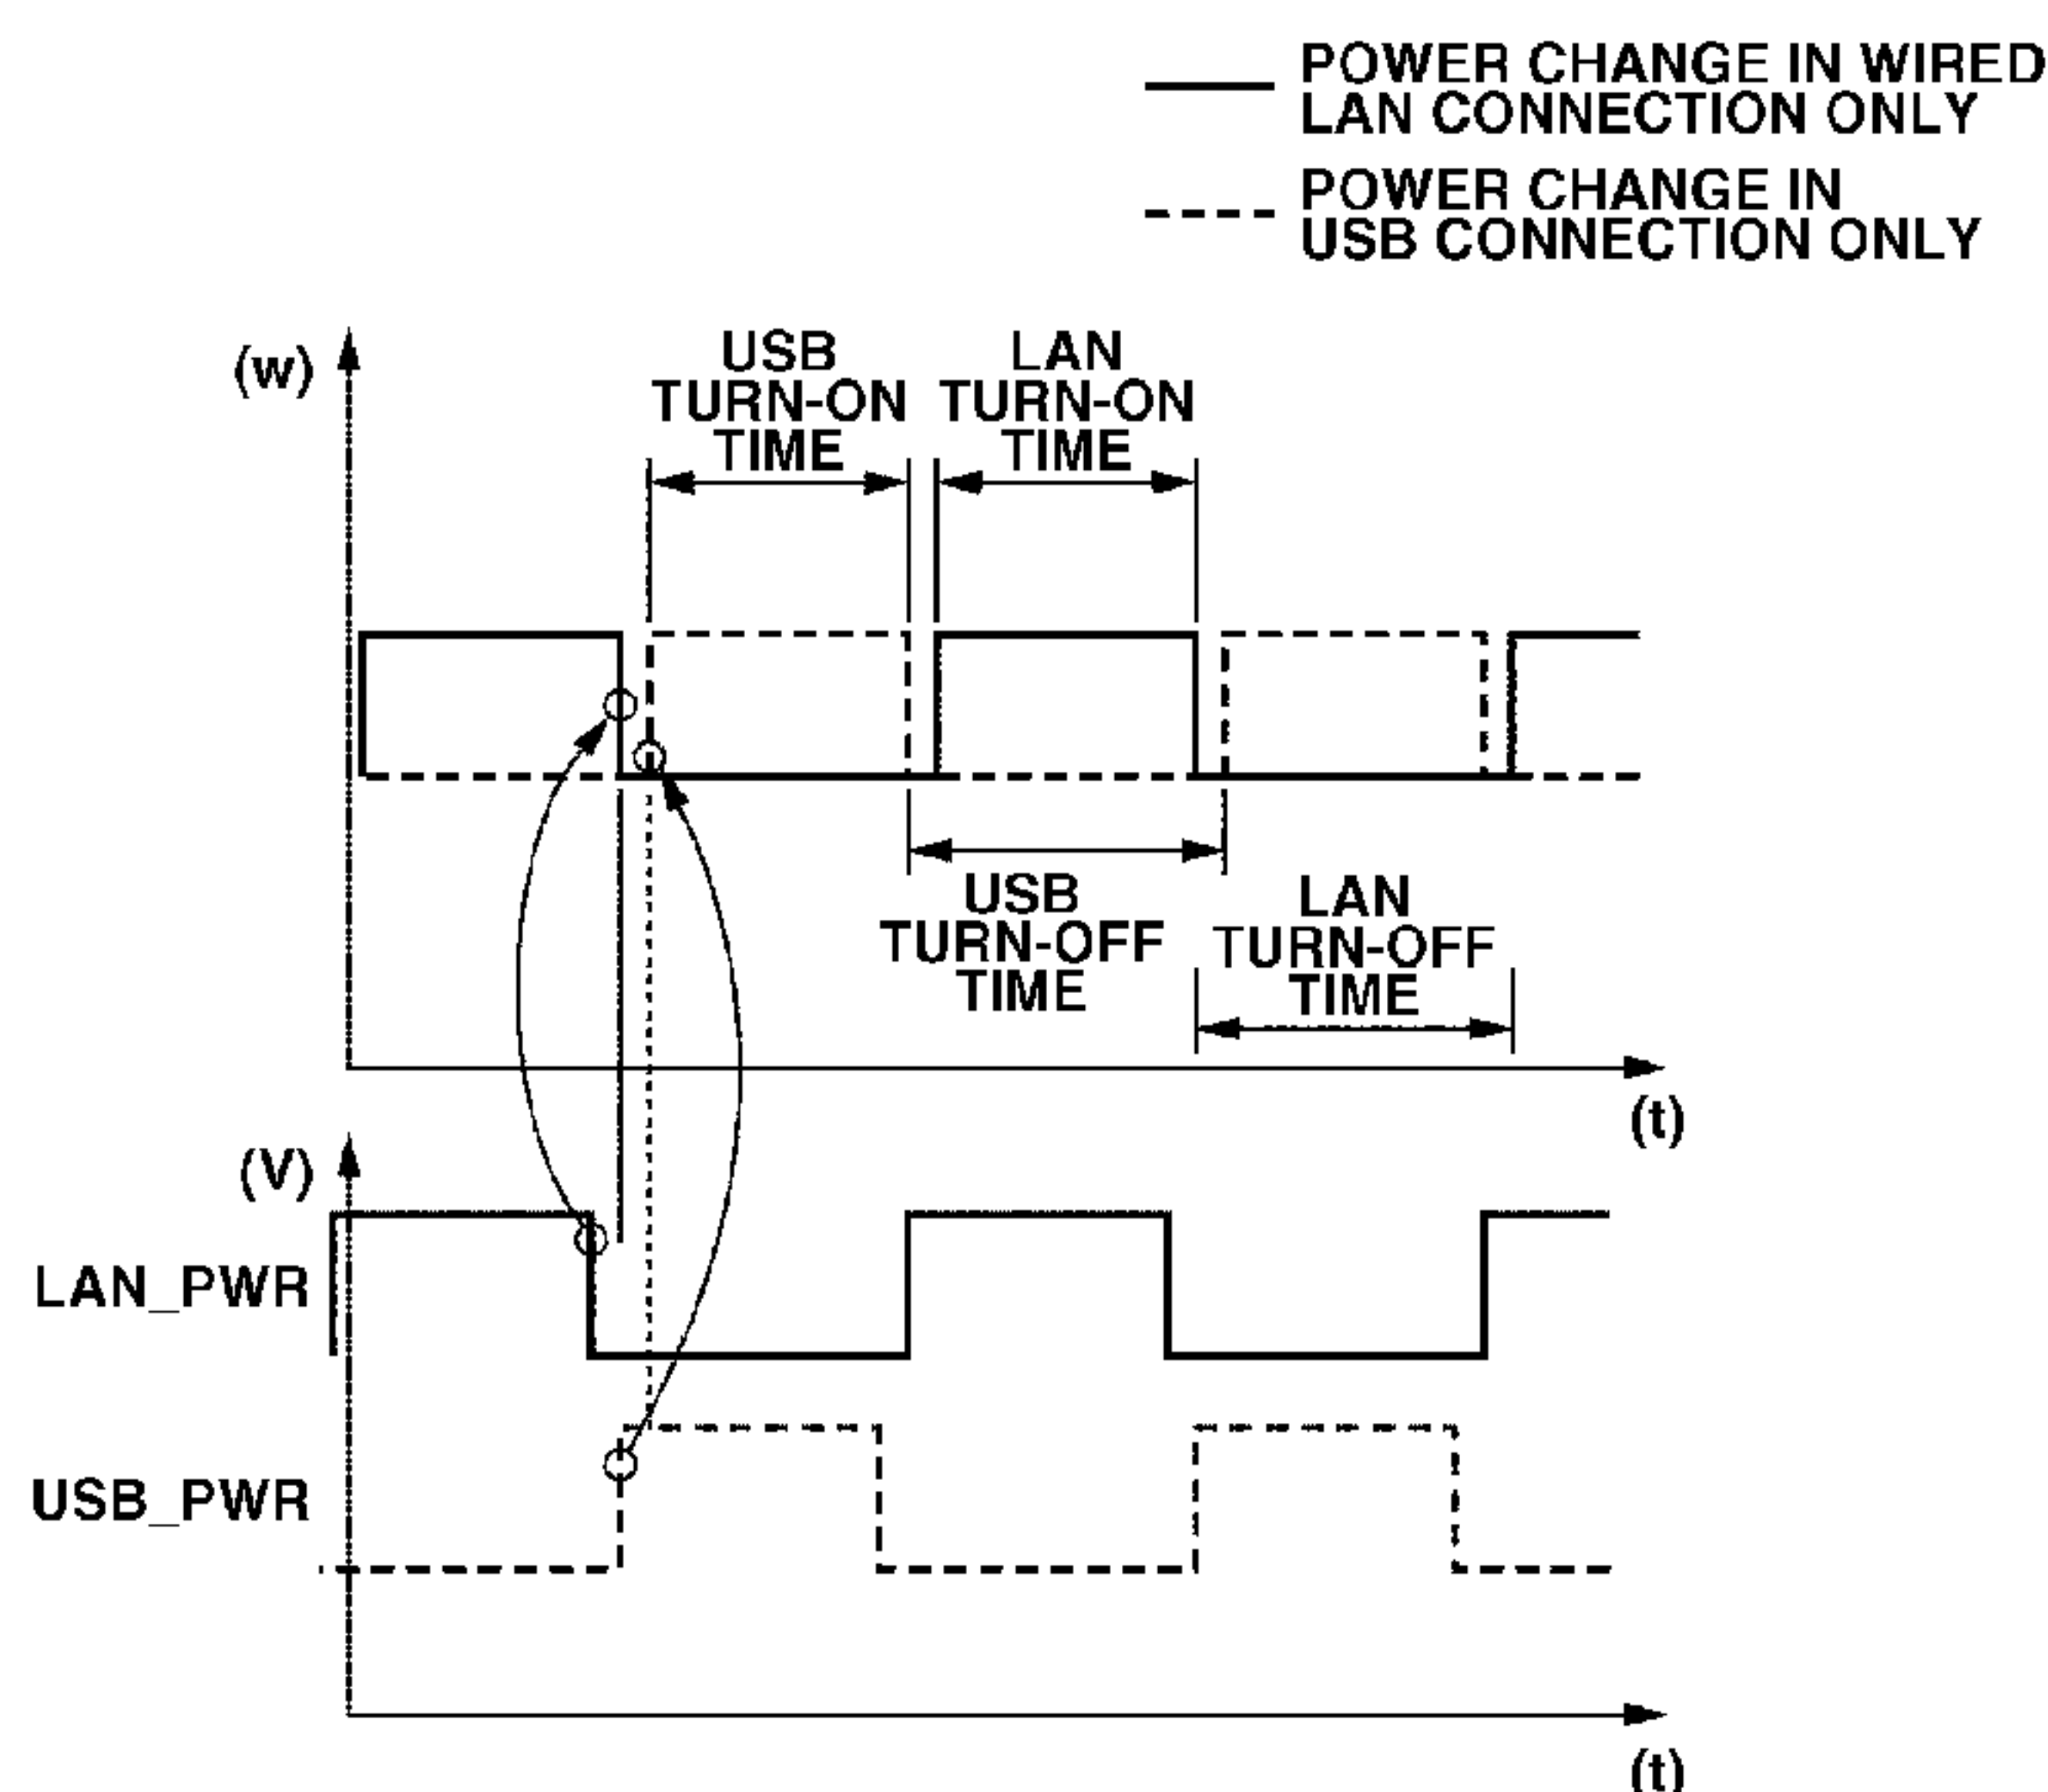 POWER CHANGE IN WIRED
LAN CONNECTION ONLY
POWER CHANGE IN
USB CONNECTION ONLY
(w)
USB
TURN-ON
TIME
LAN
TURN-ON
TIME
USB
TURN-OFF
TIME
LAN
TURN-OFF
TIME
(t)
(V)
LAN_PWR
USB_PWR
(t)